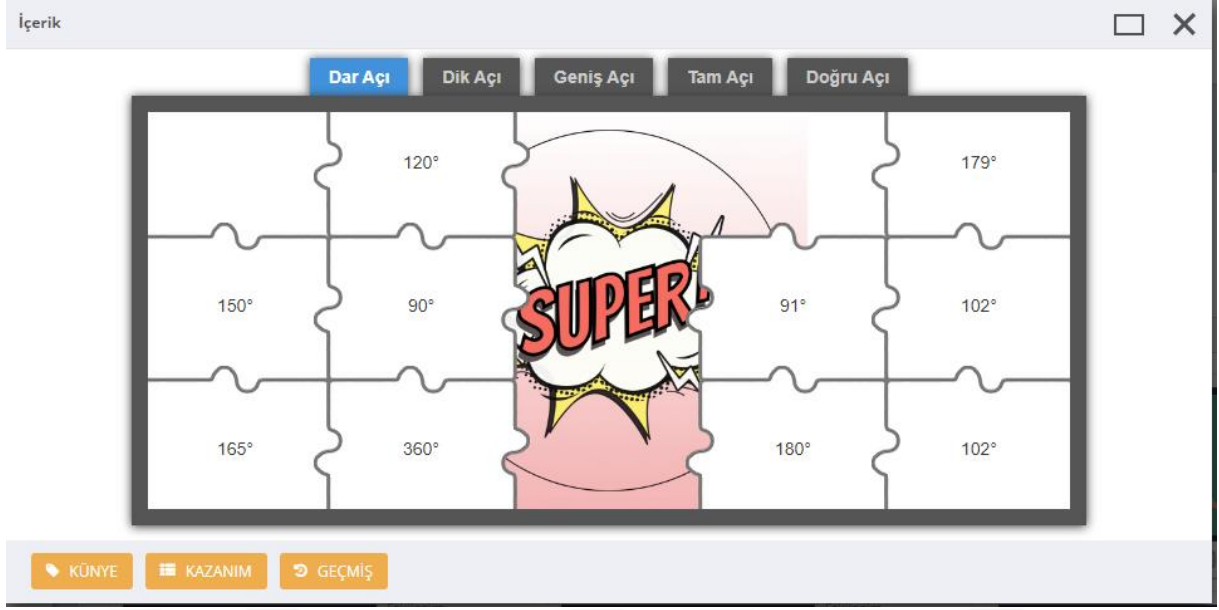 İçerik
Dar Açı Dik Açı Geniş Açı Tam Açı Doğru Açı
120° 179°
SUPER!
150° 90° 91° 102°
165° 360° 180° 102°
KÜNYE KAZANIM GEÇMİŞ